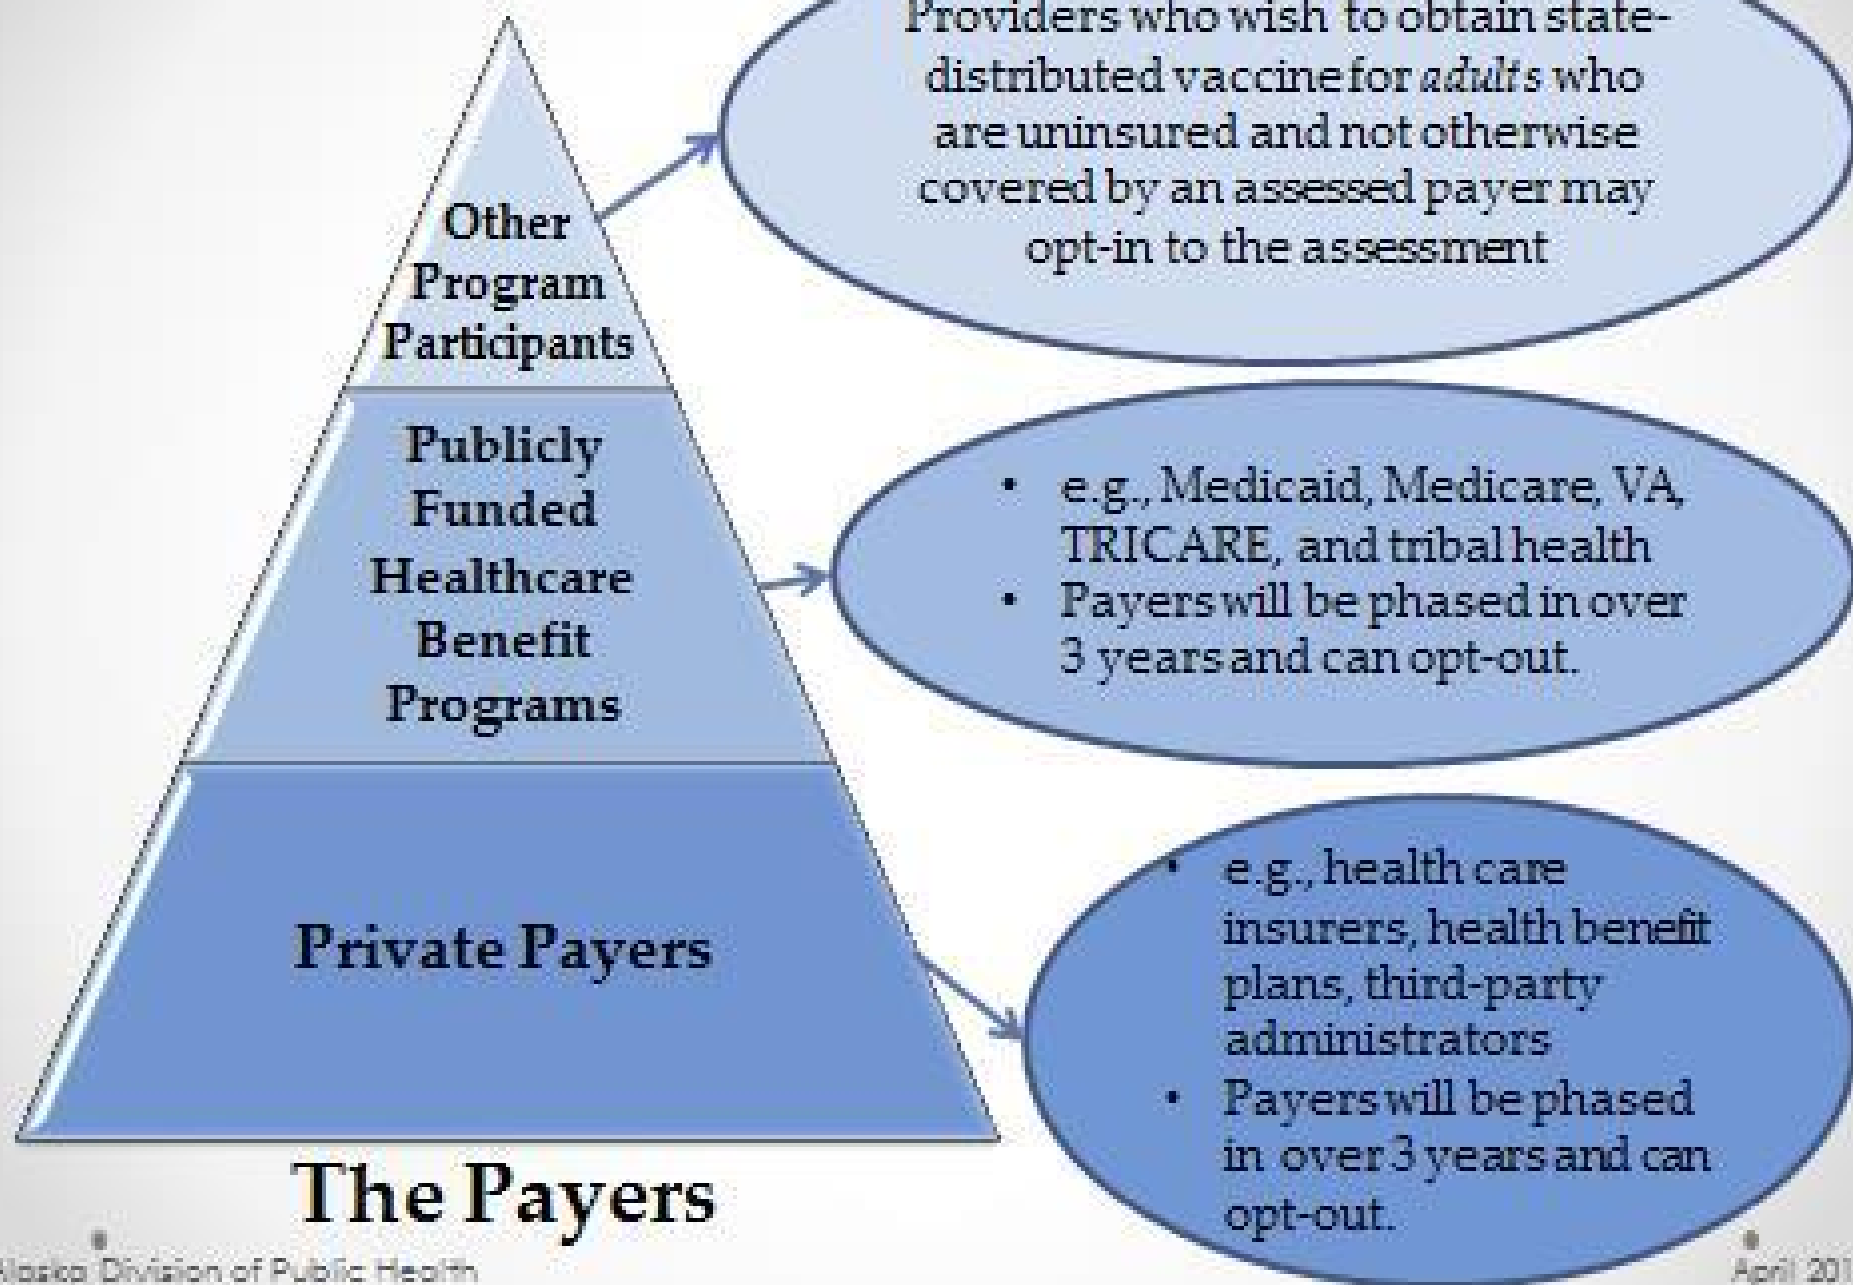 Other
Program
Participants
Providers who wish to obtain state-
distributed vaccine for adults who
are uninsured and not otherwise
covered by an assessed payer may
opt-in to the assessment
Publicly
Funded
Healthcare
Benefit
Programs
• e.g., Medicaid, Medicare, VA,
TRICARE, and tribal health
• Payers will be phased in over
3 years and can opt-out.
Private Payers
• e.g., health care
insurers, health benefit
plans, third-party
administrators
• Payers will be phased
in over 3 years and can
opt-out.
The Payers
Alaska Division of Public Health
April